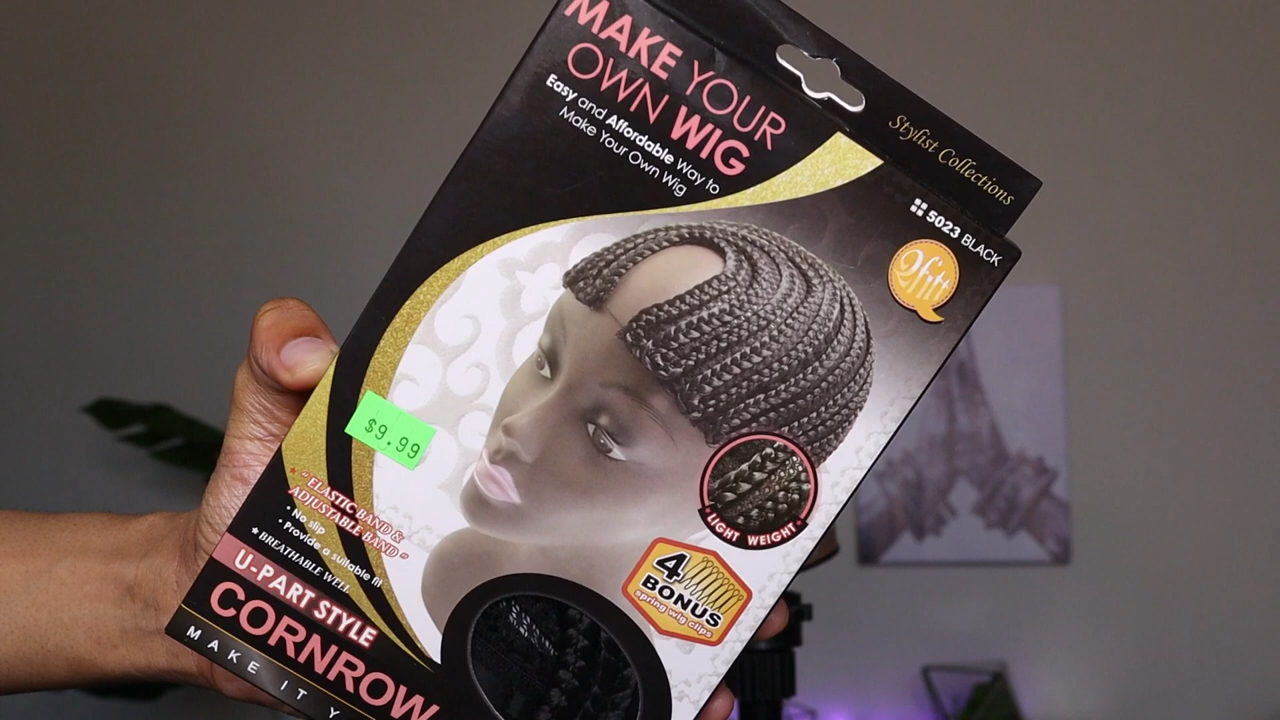 MAKE YOUR
OWN WIG
Easy and Affordable Way to
Make Your Own Wig
Stylist Collections
5023 BLACK
Qfitt
$9.99
* "ELASTIC BAND &
ADJUSTABLE BAND"
• No slip
• Provide a suitable fit
* BREATHABLE WELL
LIGHT WEIGHT
4
BONUS
spring wig clips
U-PART STYLE
CORNROW
MAKE IT Y